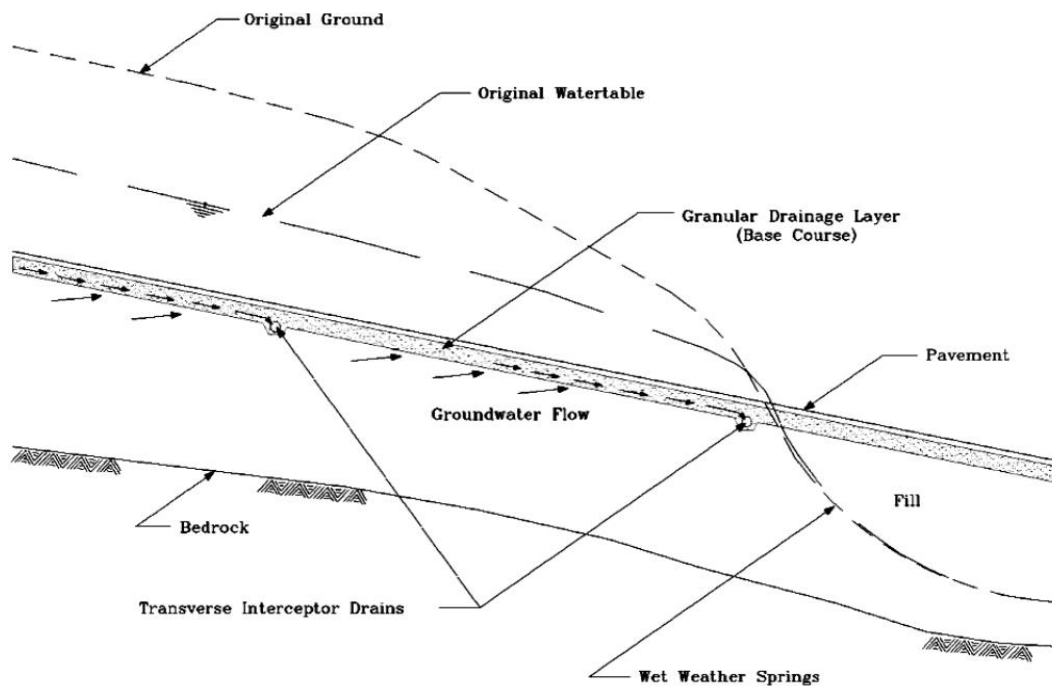 Original Ground
Original Watertable
Granular Drainage Layer
(Base Course)
Pavement
Groundwater Flow
Fill
Bedrock
Transverse Interceptor Drains
Wet Weather Springs